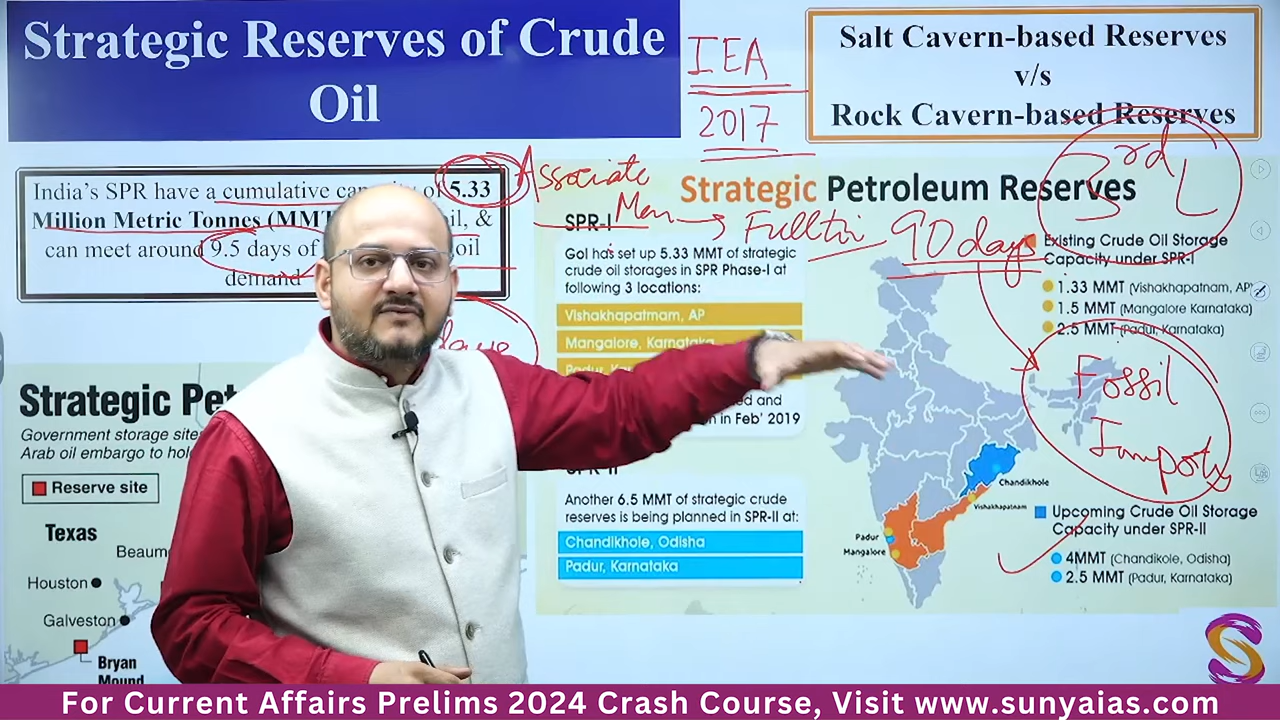 Strategic Reserves of Crude
Oil
IEA
2017
Salt Cavern-based Reserves
v/s
Rock Cavern-based Reserves
3rd L
India's SPR have a cumulative of 5.33
Million Metric Tonnes (MMT oil, &
can meet around 9.5 days of oil
demand
Associate
Mem → Full 90 days
Strategic Petroleum Reserves
SPR-I
GoI has set up 5.33 MMT of strategic
crude oil storages in SPR Phase-I at
following 3 locations:
Vishakhapatmam, AP
Mangalore, Karnataka
and
in Feb' 2019
Existing Crude Oil Storage
Capacity under SPR-I
1.33 MMT (Vishakhapatnam, AP)
1.5 MMT (Mangalore Karnataka)
2.5 MMT (Padur, Karnataka)
Fossil
Imports
SPR-II
Another 6.5 MMT of strategic crude
reserves is being planned in SPR-II at:
Chandikhole, Odisha
Padur, Karnataka
Chandikhole
Vishakhapatnam
Padur
Mangalore
Upcoming Crude Oil Storage
Capacity under SPR-II
4MMT (Chandikole, Odisha)
2.5 MMT (Padur, Karnataka)
Strategic Pet
Government storage site
Arab oil embargo to hol
Reserve site
Texas
Beaum
Houston
Galveston
Bryan
Mound
S
For Current Affairs Prelims 2024 Crash Course, Visit www.sunyaias.com